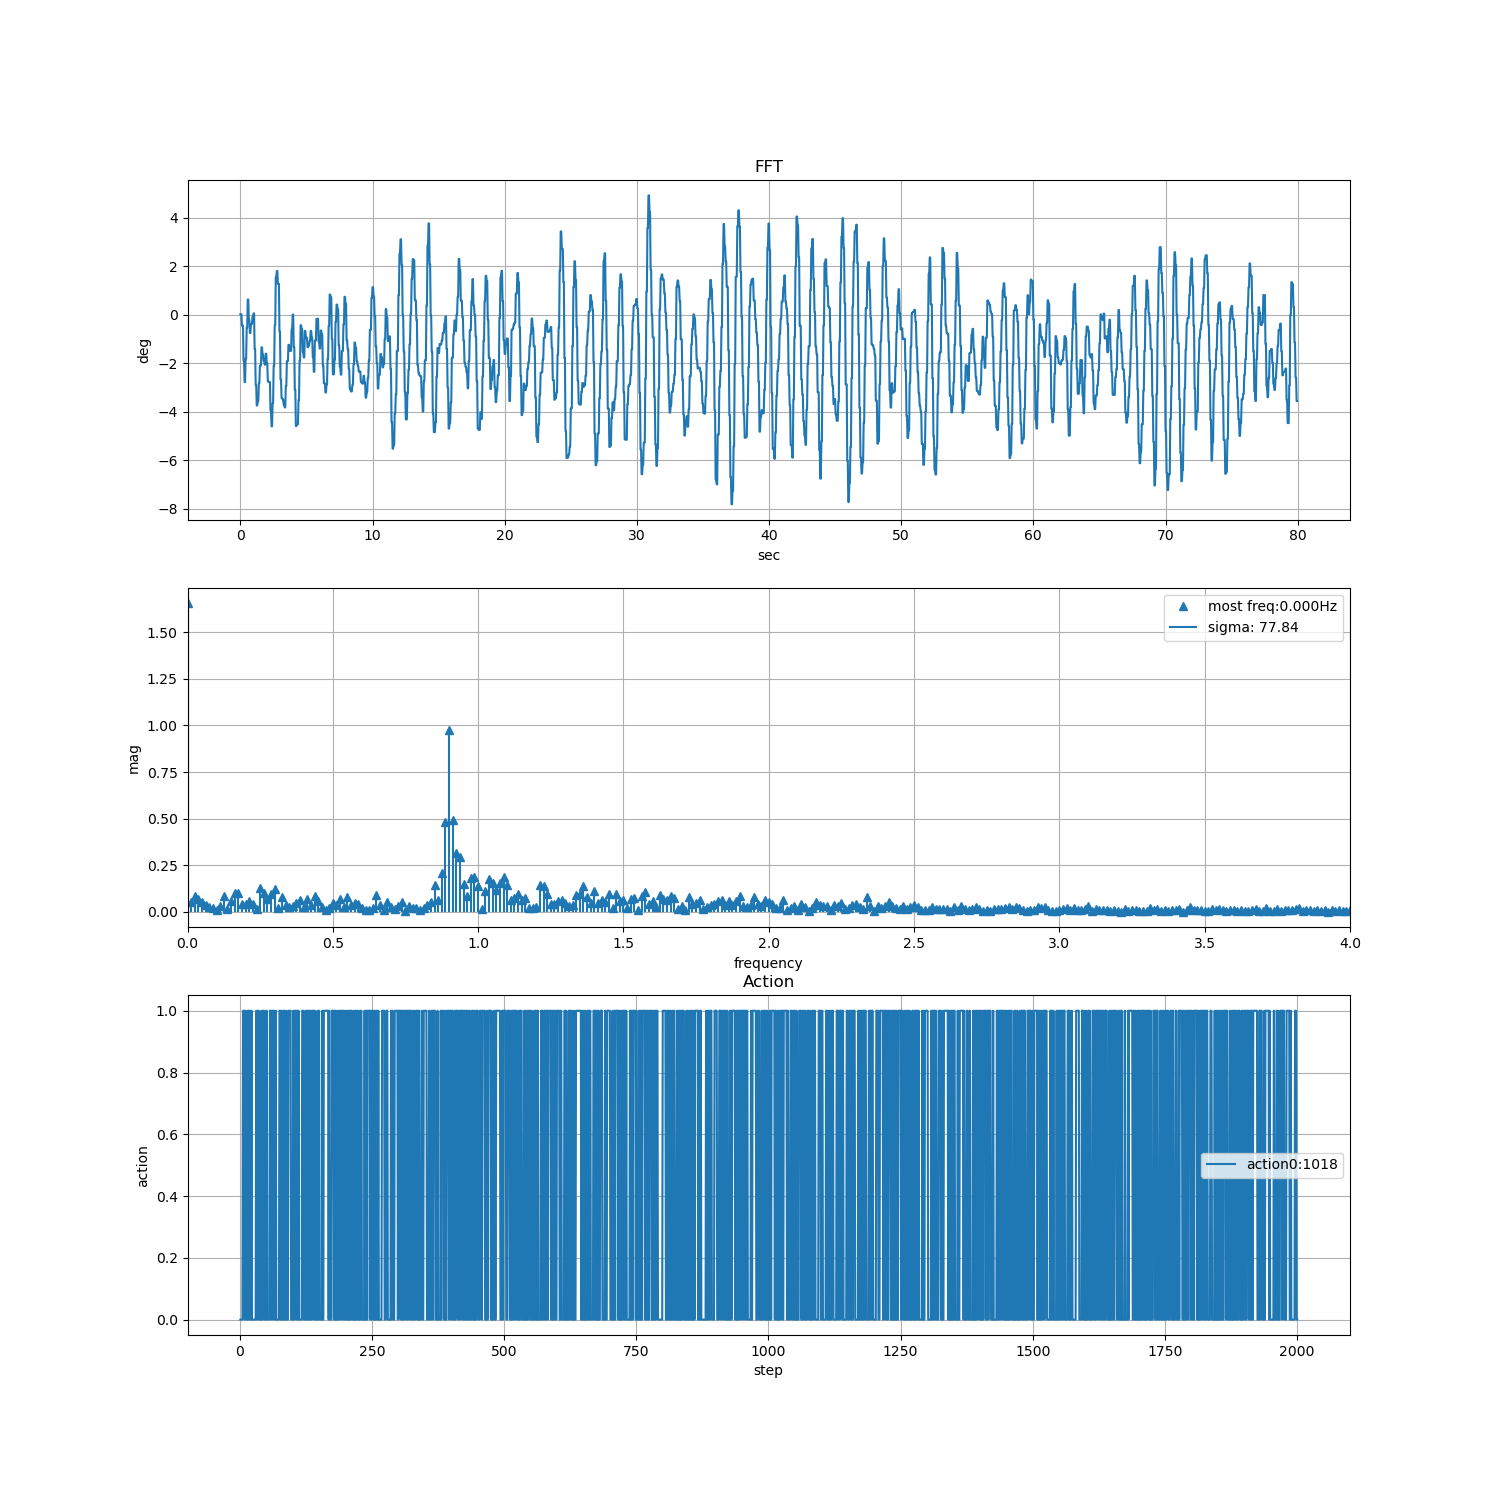 FFT
4
2
0
−2
−4
−6
−8
deg
0 10 20 30 40 50 60 70 80
sec
most freq:0.000Hz
sigma: 77.84
1.50
1.25
1.00
0.75
0.50
0.25
0.00
mag
0.0 0.5 1.0 1.5 2.0 2.5 3.0 3.5 4.0
frequency
Action
1.0
0.8
0.6
0.4
0.2
0.0
action
action0:1018
0 250 500 750 1000 1250 1500 1750 2000
step